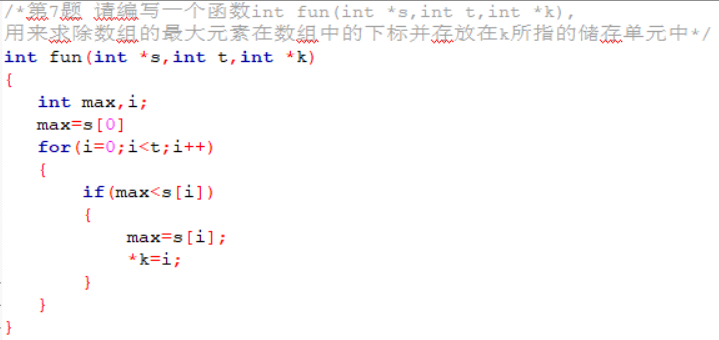 /*第7题 请编写一个函数int fun(int *s,int t,int *k),
用来求除数组的最大元素在数组中的下标并存放在k所指的储存单元中*/
int fun(int *s,int t,int *k)
{
    int max,i;
    max=s[0]
    for(i=0;i<t;i++)
    {
        if(max<s[i])
        {
            max=s[i];
            *k=i;
        }
    }
}